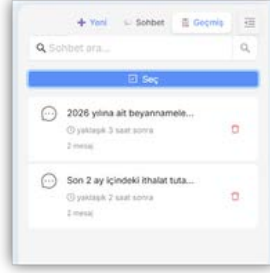 + Yeni Sohbet Geçmiş
Sohbet ara...
Seç
2026 yılına ait beyannamele...
yaklaşık 3 saat sonra
2 mesaj
Son 2 ay içindeki ithalat tuta...
yaklaşık 2 saat sonra
2 mesaj